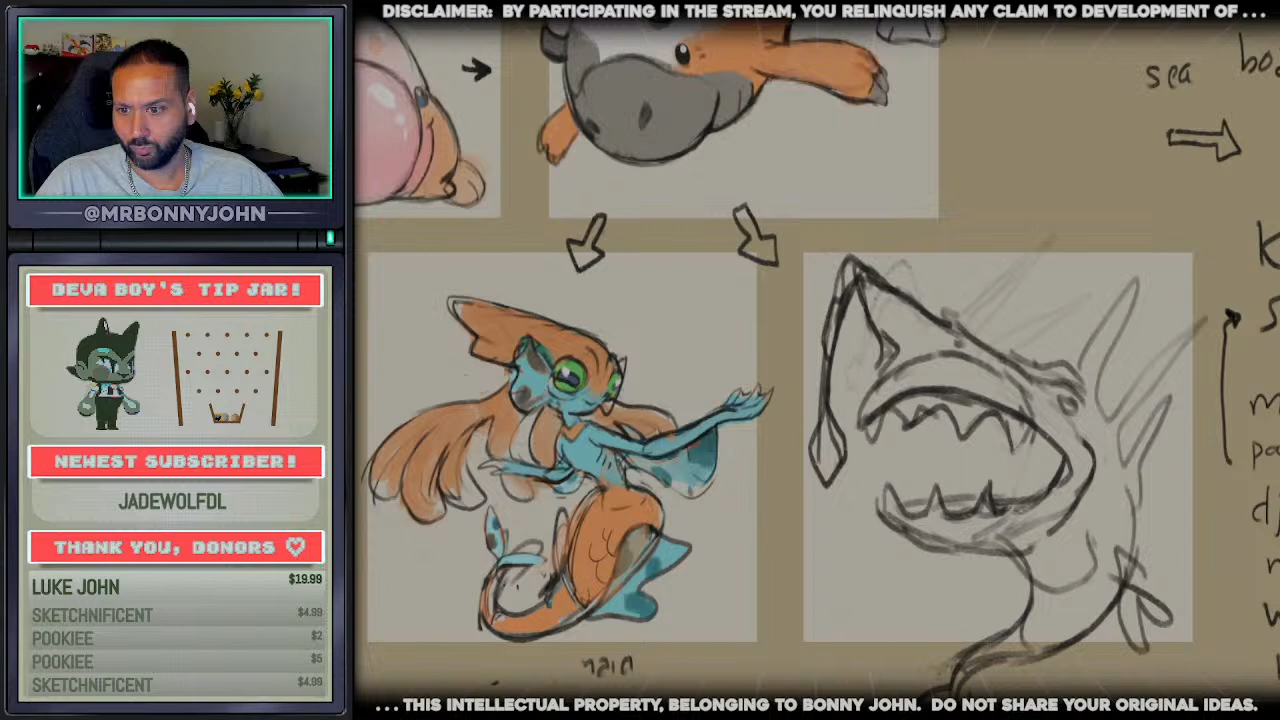 DISCLAIMER: BY PARTICIPATING IN THE STREAM, YOU RELINQUISH ANY CLAIM TO DEVELOPMENT OF . . .
sea
@MRBONNYJOHN
DEVA BOY'S TIP JAR!
NEWEST SUBSCRIBER!
JADEWOLFDL
THANK YOU, DONORS
LUKE JOHN $19.99
SKETCHNIFICENT $4.99
POOKIEE $2
POOKIEE $5
SKETCHNIFICENT $4.99
. . . THIS INTELLECTUAL PROPERTY, BELONGING TO BONNY JOHN. DO NOT SHARE YOUR ORIGINAL IDEAS.